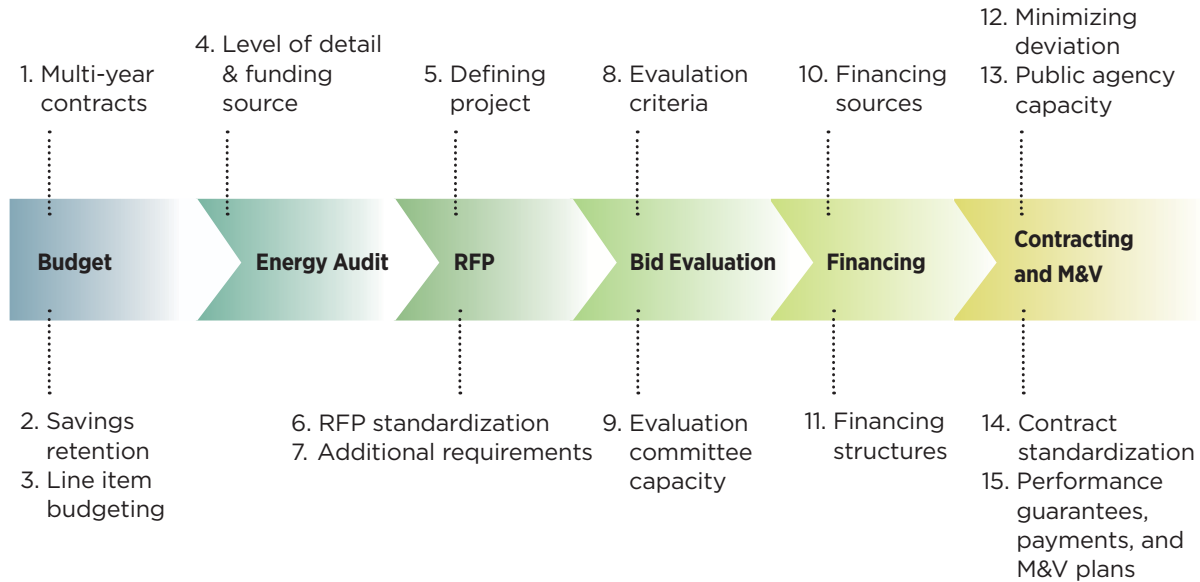 1. Multi-year
contracts
4. Level of detail
& funding
source
5. Defining
project
8. Evaulation
criteria
10. Financing
sources
12. Minimizing
deviation
13. Public agency
capacity
Budget
Energy Audit
RFP
Bid Evaluation
Financing
Contracting
and M&V
2. Savings
retention
3. Line item
budgeting
6. RFP standardization
7. Additional requirements
9. Evaluation
committee
capacity
11. Financing
structures
14. Contract
standardization
15. Performance
guarantees,
payments, and
M&V plans